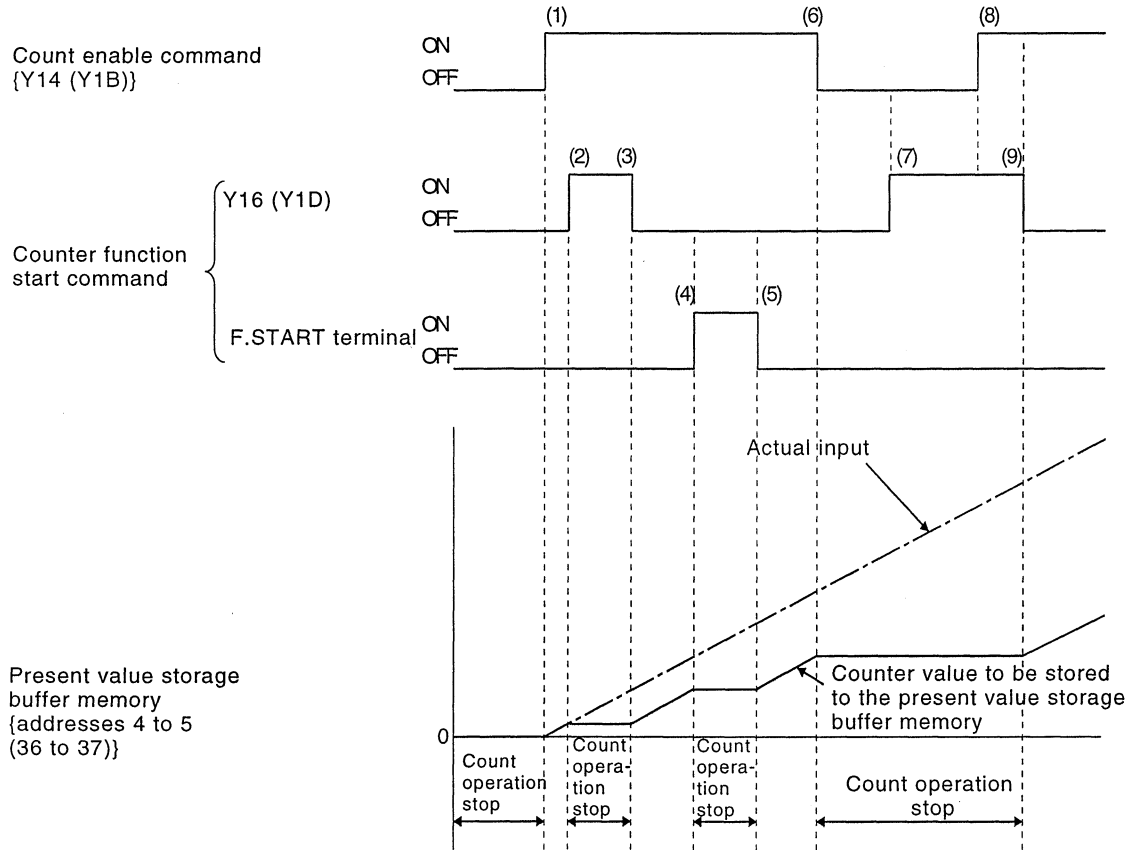 (1)
(6)
(8)
Count enable command
{Y14 (Y1B)}
ON
OFF
(2)
(3)
(7)
(9)
Y16 (Y1D)
ON
OFF
Counter function
start command
(4)
(5)
F.START terminal
ON
OFF
Actual input
Present value storage
buffer memory
{addresses 4 to 5
(36 to 37)}
Counter value to be stored
to the present value storage
buffer memory
0
Count
operation
stop
Count
opera-
tion
stop
Count
opera-
tion
stop
Count operation
stop